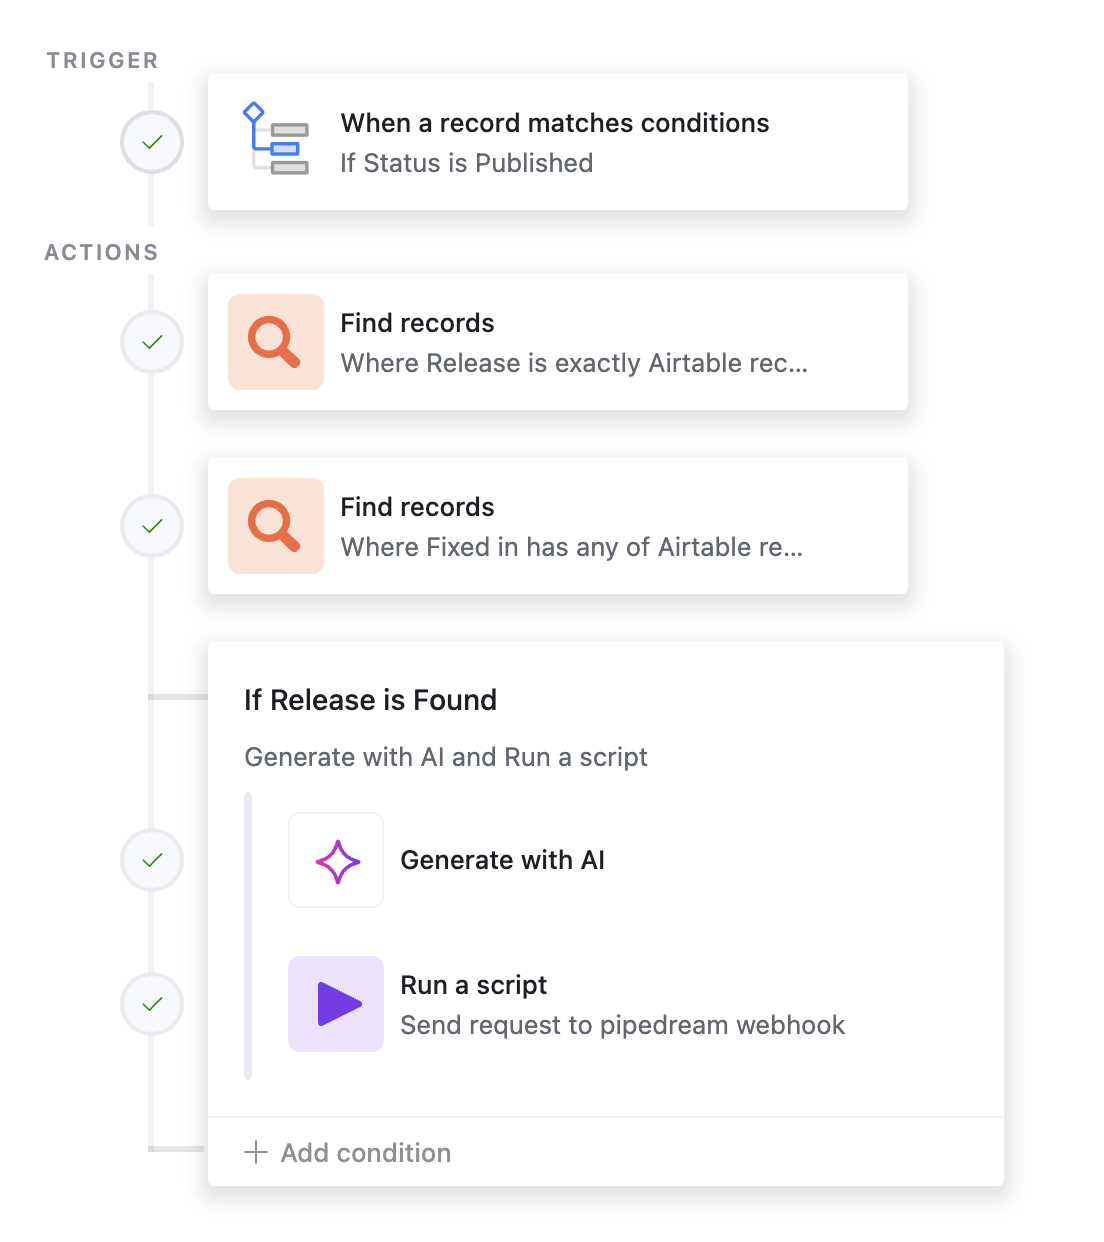 TRIGGER
When a record matches conditions
If Status is Published
ACTIONS
Find records
Where Release is exactly Airtable rec...
Find records
Where Fixed in has any of Airtable re...
If Release is Found
Generate with AI and Run a script
Generate with AI
Run a script
Send request to pipedream webhook
Add condition